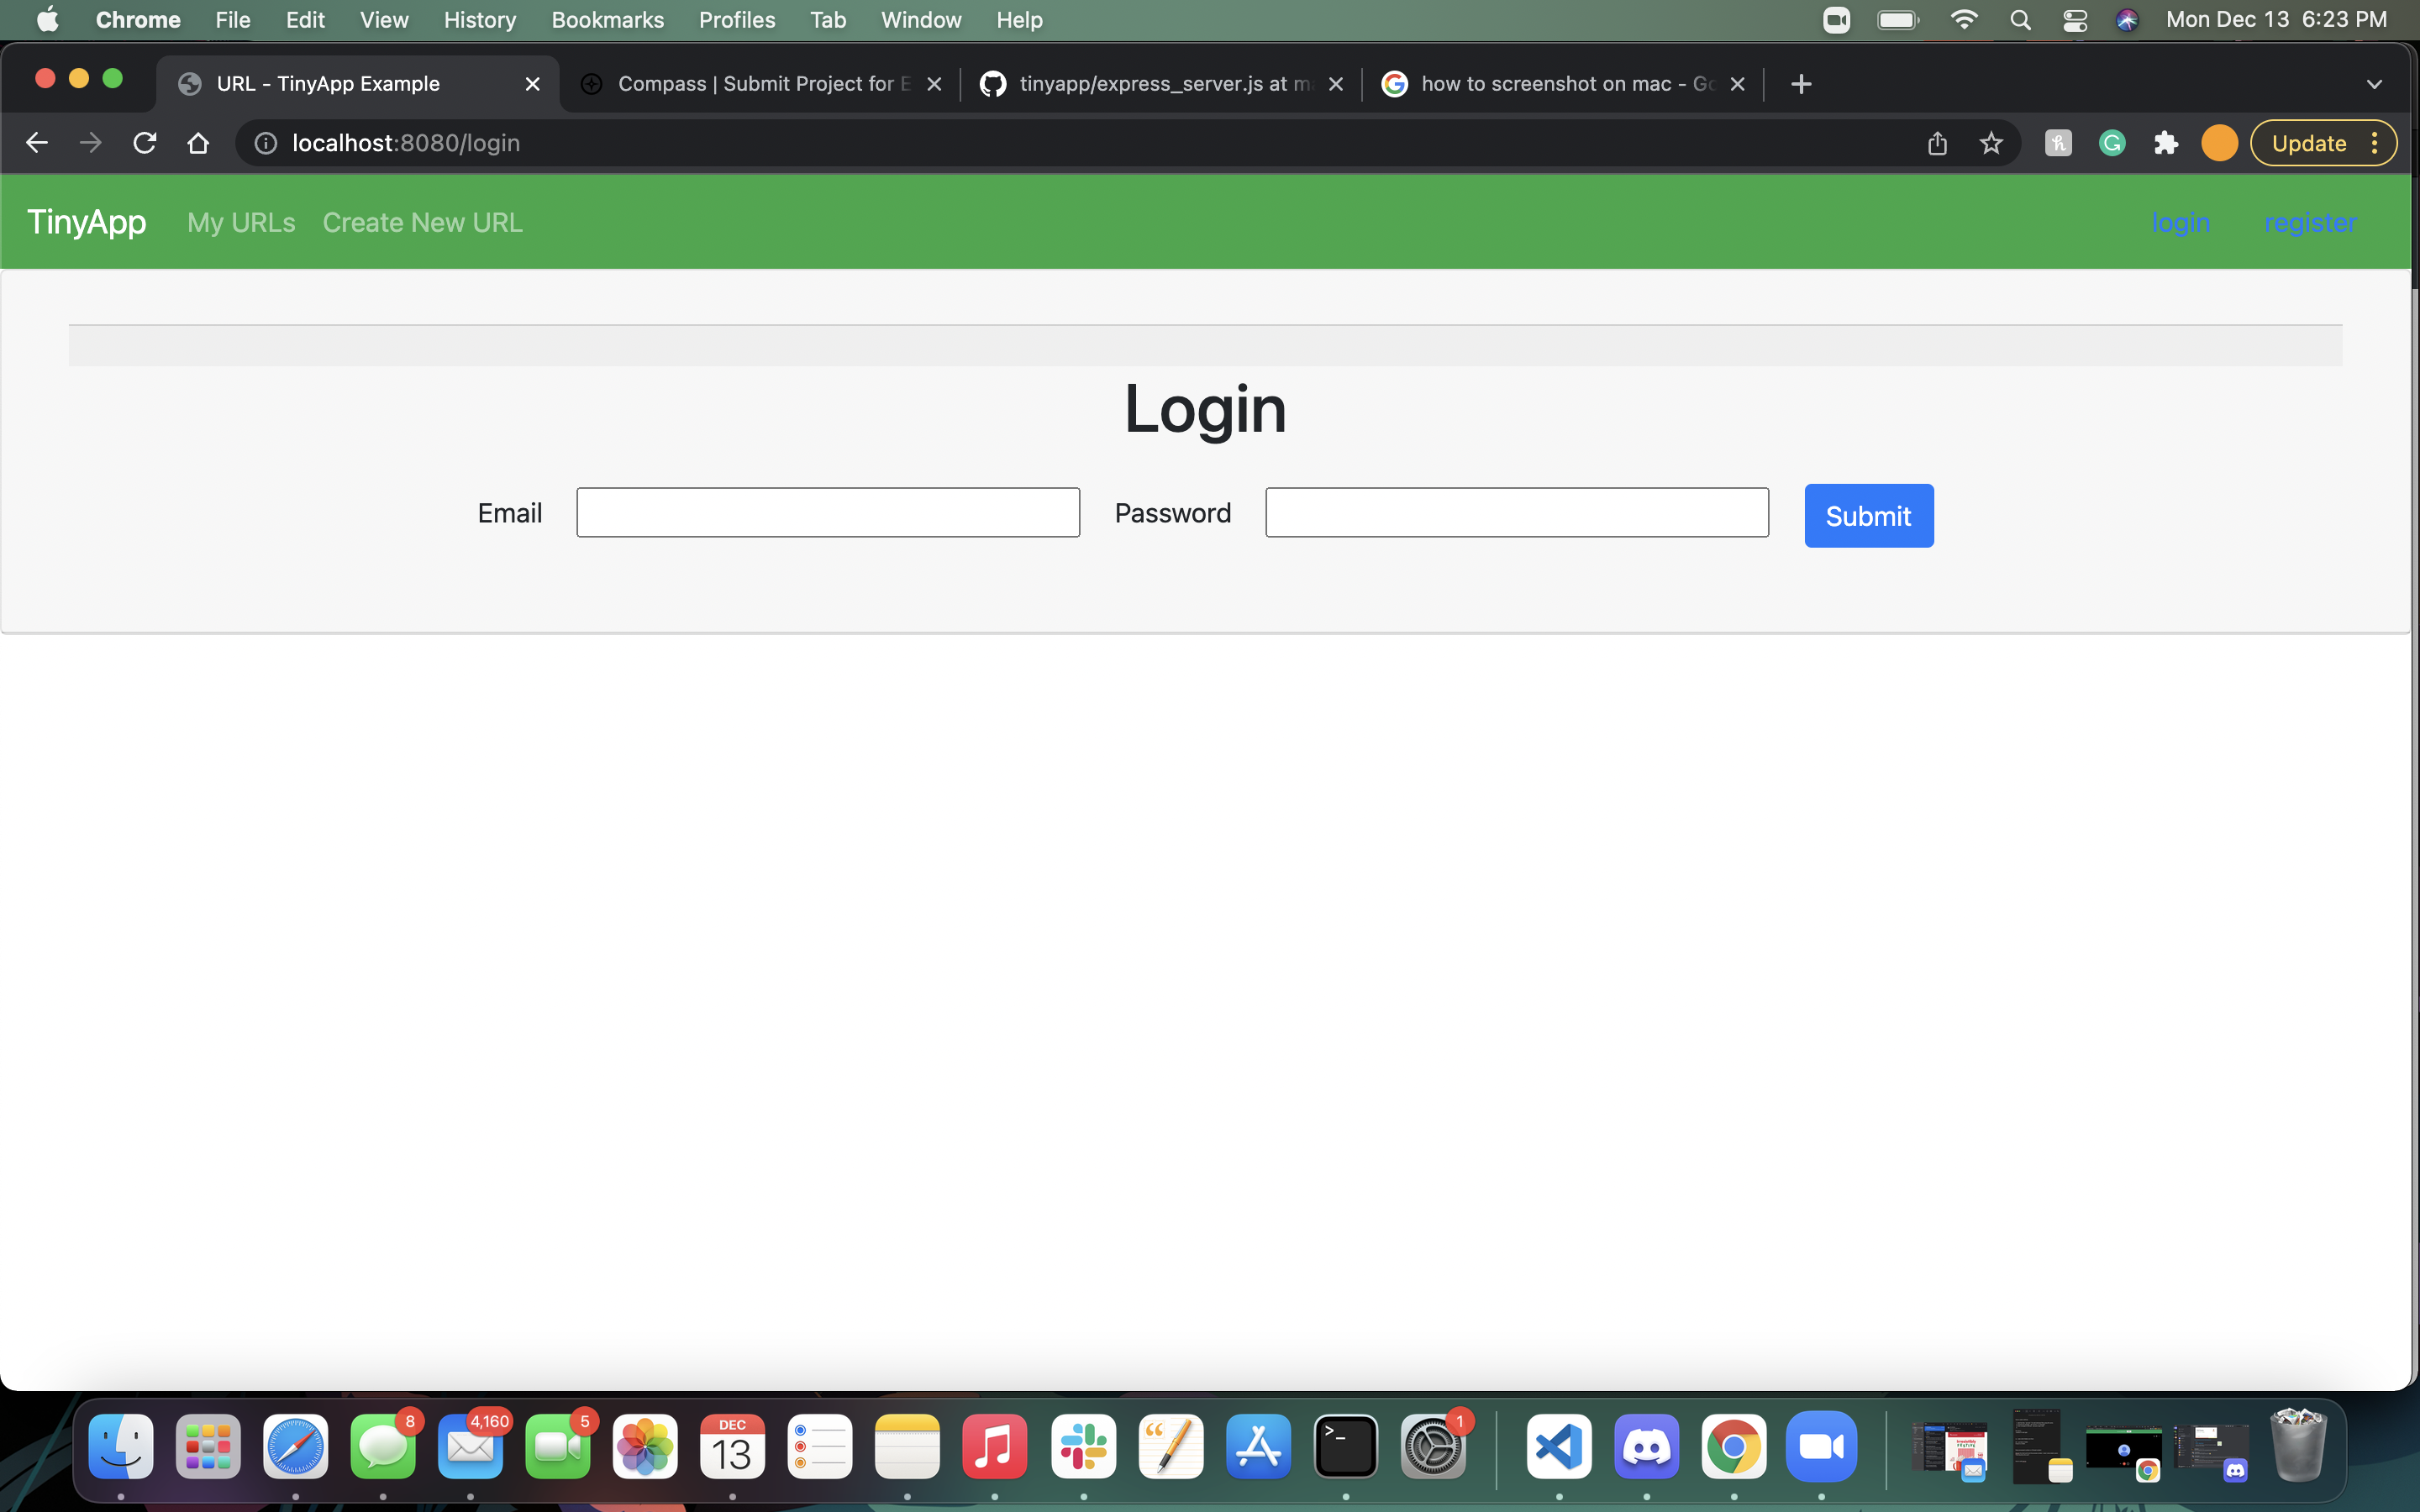 Chrome File Edit View History Bookmarks Profiles Tab Window Help Mon Dec 13 6:23 PM
URL - TinyApp Example Compass | Submit Project for E tinyapp/express_server.js at m how to screenshot on mac - Go
localhost:8080/login Update
TinyApp My URLs Create New URL login register
Login
Email Password Submit
8 4,160 5 DEC 13 1